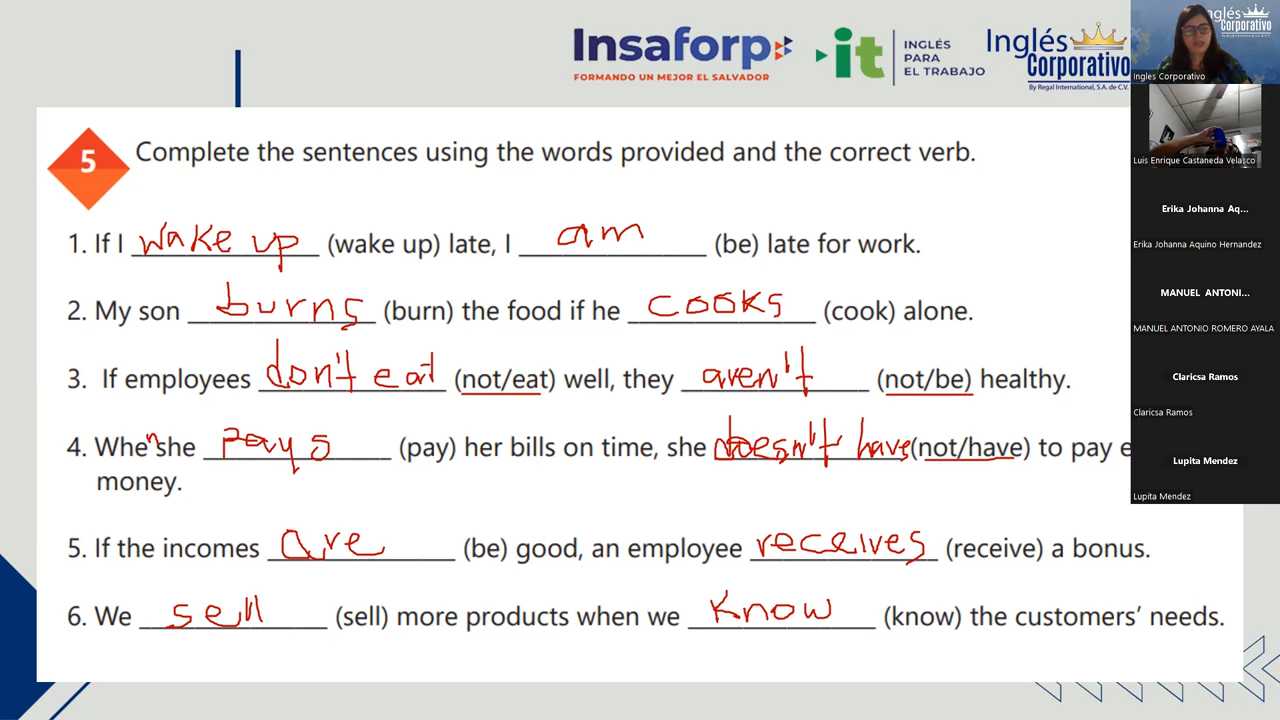 Insaforp
FORMANDO UN MEJOR EL SALVADOR
it
INGLÉS
PARA
EL TRABAJO
Inglés
Corporativo
By Regal International, S.A. de C.V.
Inglés
Corporativo
Ingles Corporativo
Luis Enrique Castaneda Velasco
Erika Johanna Aq...
Erika Johanna Aquino Hernandez
MANUEL ANTONI...
MANUEL ANTONIO ROMERO AYALA
Claricsa Ramos
Claricsa Ramos
Lupita Mendez
Lupita Mendez
5 Complete the sentences using the words provided and the correct verb.
1. If I wake up (wake up) late, I am (be) late for work.
2. My son burns (burn) the food if he cooks (cook) alone.
3. If employees don't eat (not/eat) well, they aren't (not/be) healthy.
4. When she pays (pay) her bills on time, she doesn't have (not/have) to pay e
money.
5. If the incomes are (be) good, an employee receives (receive) a bonus.
6. We sell (sell) more products when we know (know) the customers' needs.